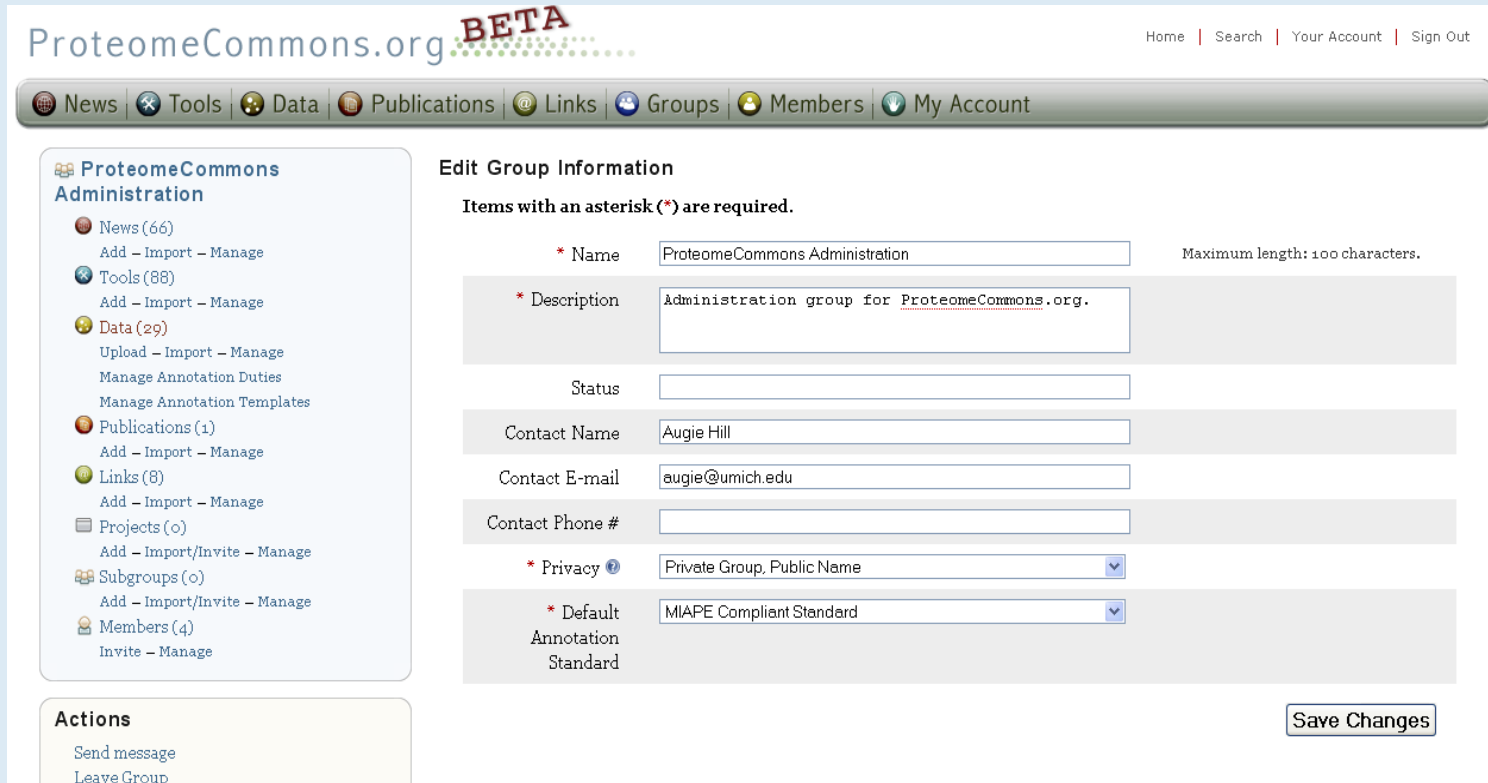 ProteomeCommons.org BETA
Home | Search | Your Account | Sign Out
News | Tools | Data | Publications | Links | Groups | Members | My Account
ProteomeCommons
Administration
News (66)
Add – Import – Manage
Tools (88)
Add – Import – Manage
Data (29)
Upload – Import – Manage
Manage Annotation Duties
Manage Annotation Templates
Publications (1)
Add – Import – Manage
Links (8)
Add – Import – Manage
Projects (0)
Add – Import/Invite – Manage
Subgroups (0)
Add – Import/Invite – Manage
Members (4)
Invite – Manage
Actions
Send message
Leave Group
Edit Group Information
Items with an asterisk (*) are required.
* Name ProteomeCommons Administration Maximum length: 100 characters.
* Description Administration group for ProteomeCommons.org.
Status
Contact Name Augie Hill
Contact E-mail augie@umich.edu
Contact Phone #
* Privacy Private Group, Public Name
* Default MIAPE Compliant Standard
Annotation
Standard
Save Changes